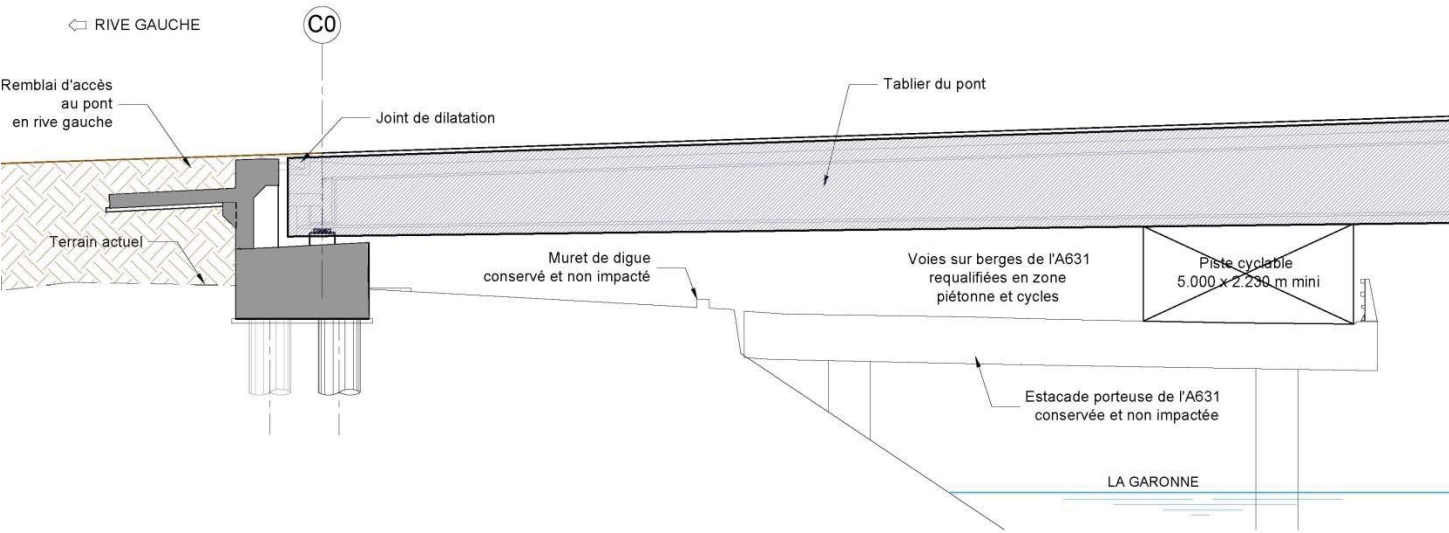 ⇦ RIVE GAUCHE
C0
Remblai d'accès
au pont
en rive gauche
Joint de dilatation
Tablier du pont
Terrain actuel
Muret de digue
conservé et non impacté
Voies sur berges de l'A631
requalifiées en zone
piétonne et cycles
Piste cyclable
5.000 x 2.230 m mini
Estacade porteuse de l'A631
conservée et non impactée
LA GARONNE